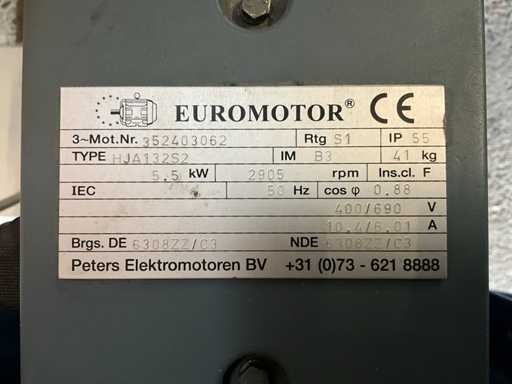 EUROMOTOR® CE
3~Mot.Nr. 352403062 Rtg S1 IP 55
TYPE HJA132S2 IM B3 41 kg
5.5 kW 2905 rpm Ins.cl. F
IEC 50 Hz cos φ 0.88
400/690 V
10.4/6.01 A
Brgs. DE 6308ZZ/C3 NDE 6308ZZ/C3
Peters Elektromotoren BV +31 (0)73 - 621 8888